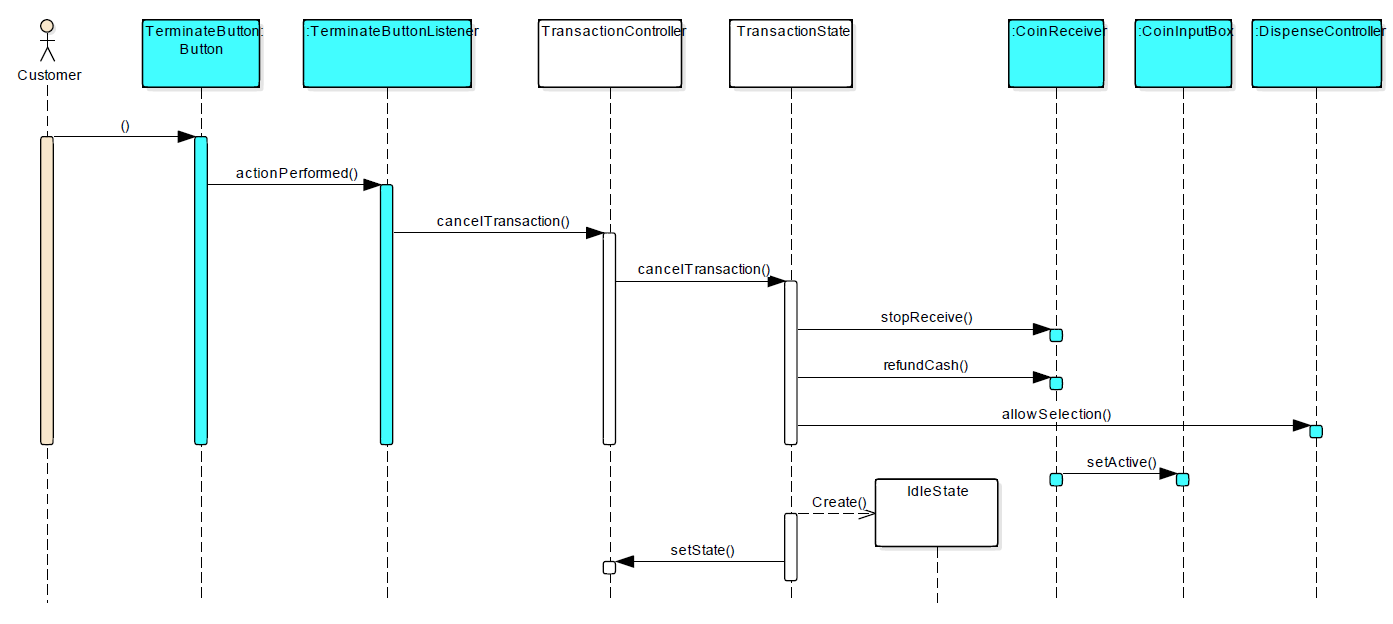 Customer
TerminateButton:
Button
:TerminateButtonListener
TransactionController
TransactionState
:CoinReceiver
:CoinInputBox
:DispenseController
()
actionPerformed()
cancelTransaction()
cancelTransaction()
stopReceive()
refundCash()
allowSelection()
setActive()
IdleState
Create()
setState()